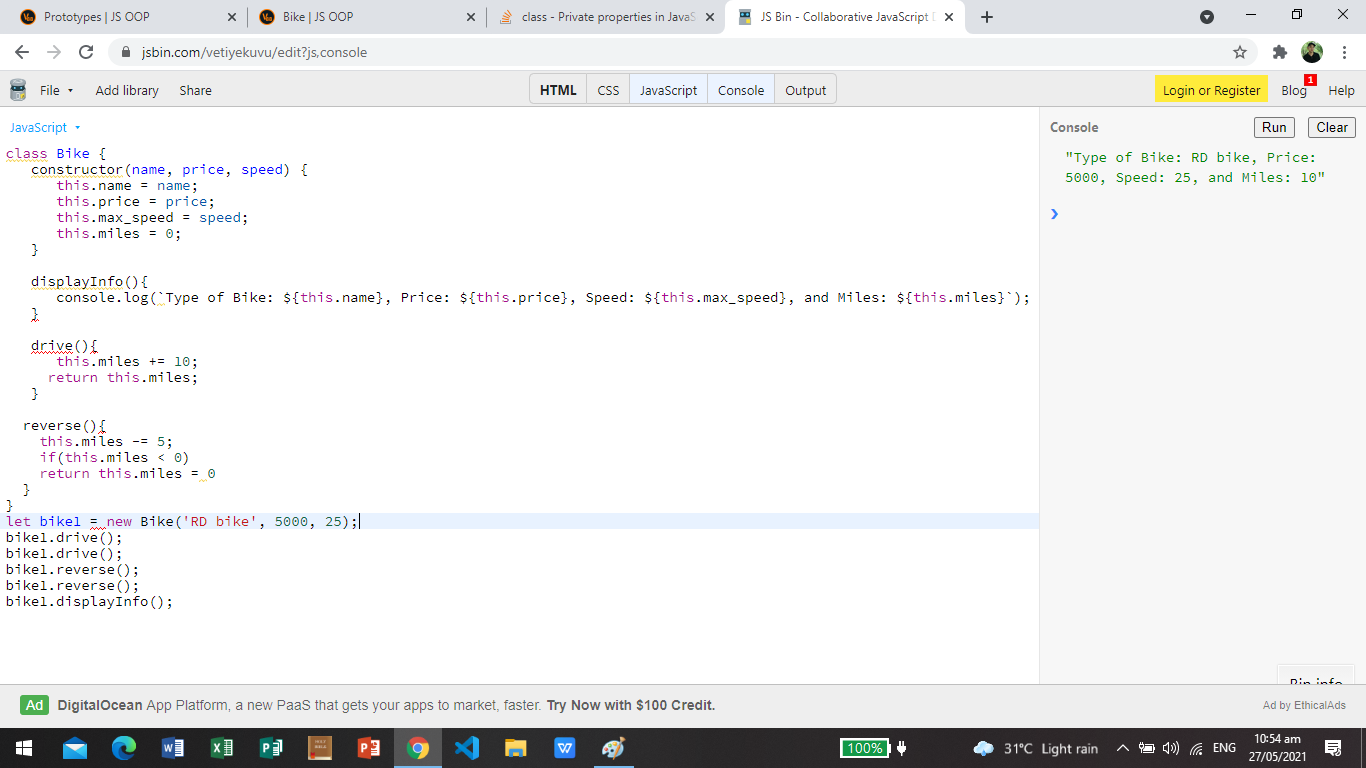 Prototypes | JS OOP
Bike | JS OOP
class - Private properties in JavaS
JS Bin - Collaborative JavaScript D
jsbin.com/vetiyekuvu/edit?js,console
File
Add library
Share
HTML
CSS
JavaScript
Console
Output
Login or Register
Blog
1
Help
JavaScript
Console
Run
Clear
class Bike {
constructor(name, price, speed) {
this.name = name;
this.price = price;
this.max_speed = speed;
this.miles = 0;
}
displayInfo(){
console.log(`Type of Bike: ${this.name}, Price: ${this.price}, Speed: ${this.max_speed}, and Miles: ${this.miles}`);
}
drive(){
this.miles += 10;
return this.miles;
}
reverse(){
this.miles -= 5;
if(this.miles < 0)
return this.miles = 0
}
}
let bike1 = new Bike('RD bike', 5000, 25);
bike1.drive();
bike1.drive();
bike1.reverse();
bike1.reverse();
bike1.displayInfo();
"Type of Bike: RD bike, Price:
5000, Speed: 25, and Miles: 10"
Bin info
Ad
DigitalOcean App Platform, a new PaaS that gets your apps to market, faster. Try Now with $100 Credit.
Ad by EthicalAds
100%
31°C Light rain
ENG
10:54 am
27/05/2021